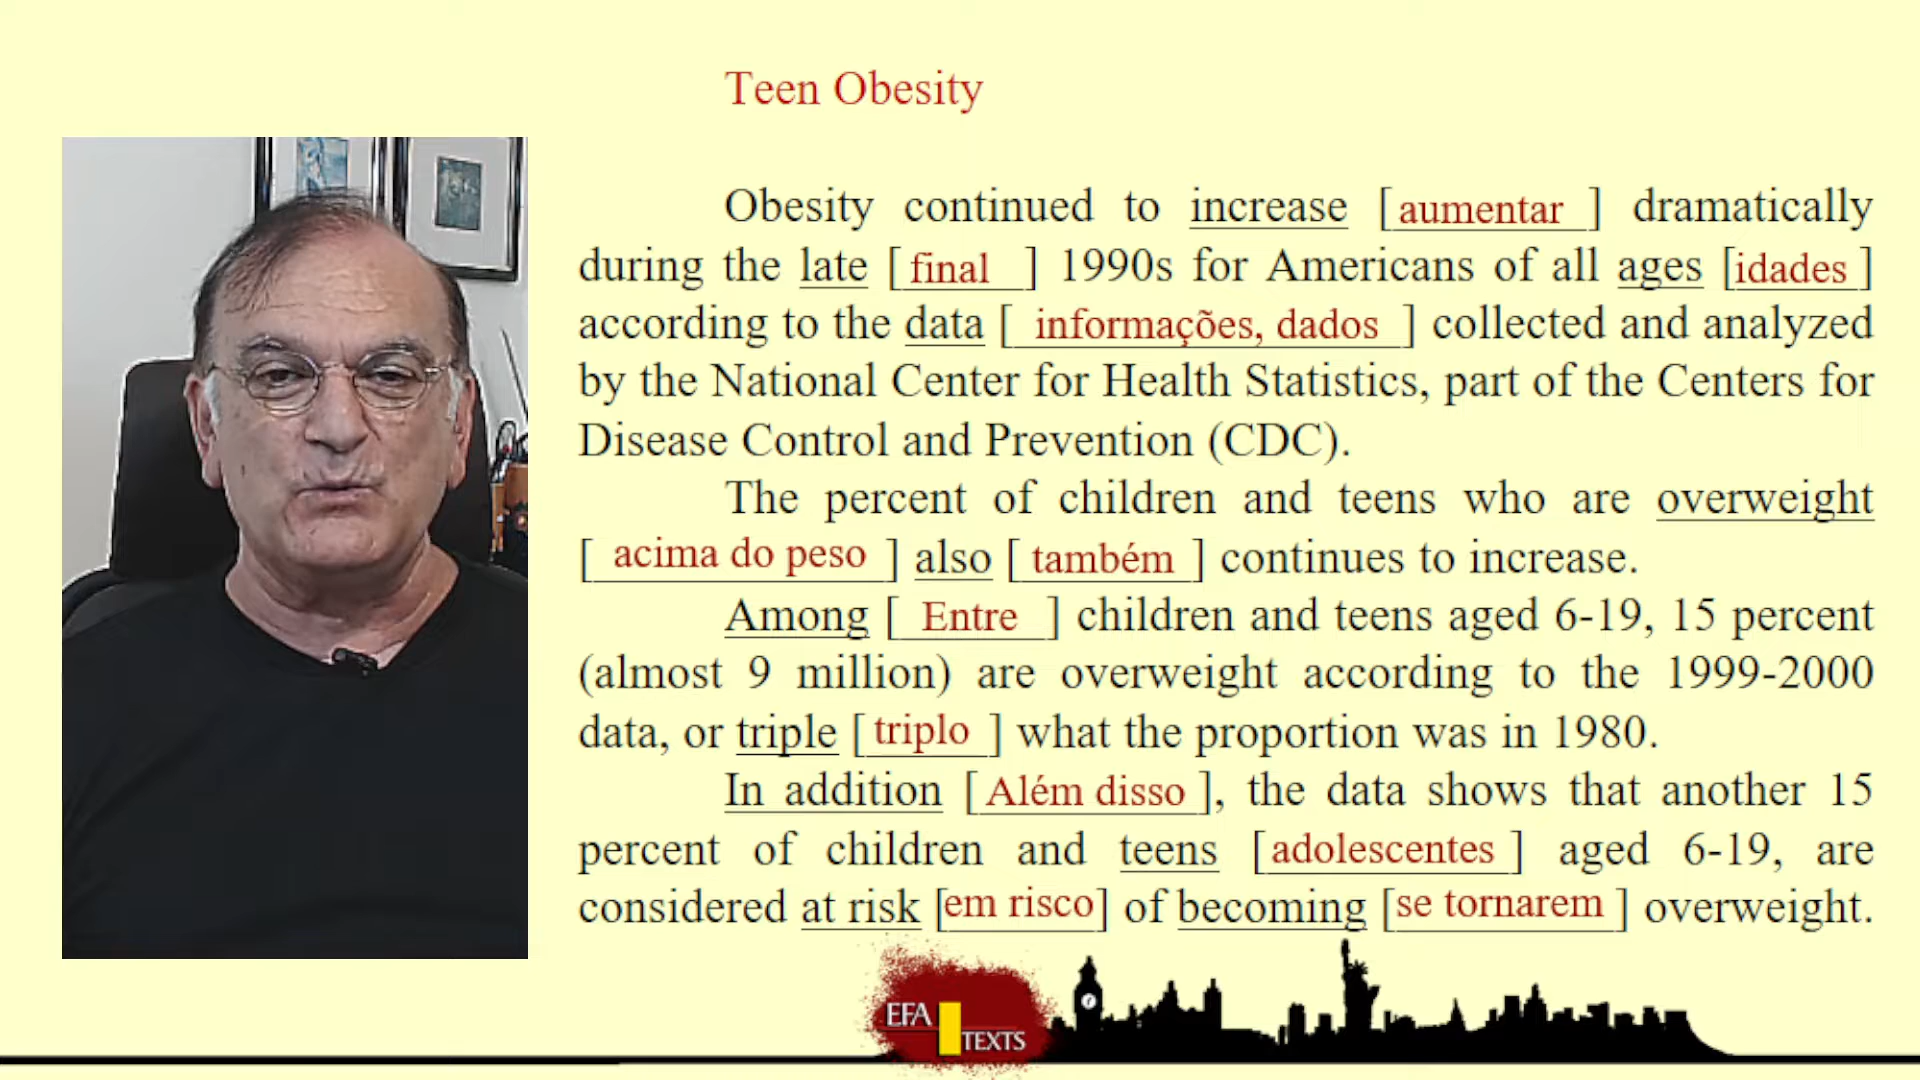 Teen Obesity
Obesity continued to increase [aumentar] dramatically
during the late [final] 1990s for Americans of all ages [idades]
according to the data [informações, dados] collected and analyzed
by the National Center for Health Statistics, part of the Centers for
Disease Control and Prevention (CDC).
The percent of children and teens who are overweight
[acima do peso] also [também] continues to increase.
Among [Entre] children and teens aged 6-19, 15 percent
(almost 9 million) are overweight according to the 1999-2000
data, or triple [triplo] what the proportion was in 1980.
In addition [Além disso], the data shows that another 15
percent of children and teens [adolescentes] aged 6-19, are
considered at risk [em risco] of becoming [se tornarem] overweight.
EFA
TEXTS